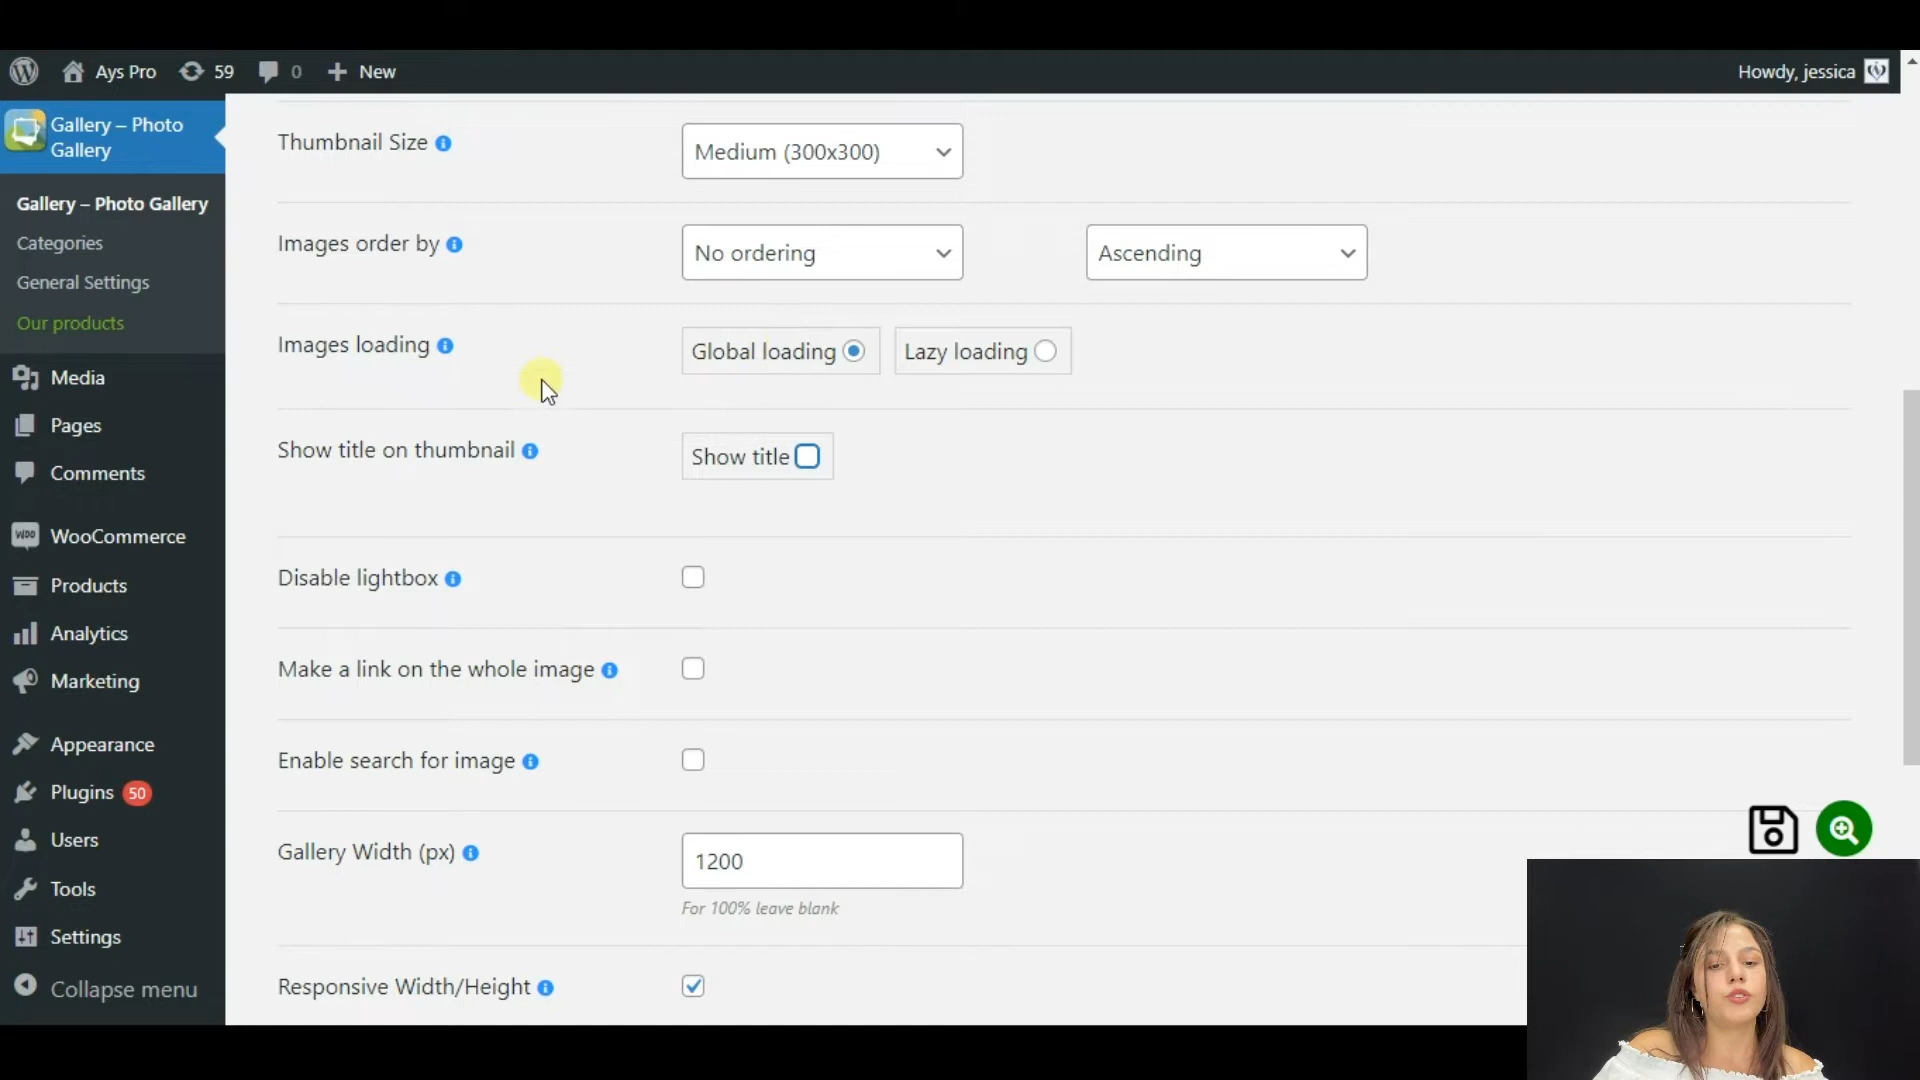 Ays Pro
59
0
New
Howdy, jessica
Gallery – Photo
Gallery
Gallery – Photo Gallery
Categories
General Settings
Our products
Media
Pages
Comments
WOO
WooCommerce
Products
Analytics
Marketing
Appearance
Plugins 50
Users
Tools
Settings
Collapse menu
Thumbnail Size
Medium (300x300)
Images order by
No ordering
Ascending
Images loading
Global loading
Lazy loading
Show title on thumbnail
Show title
Disable lightbox
Make a link on the whole image
Enable search for image
Gallery Width (px)
1200
For 100% leave blank
Responsive Width/Height